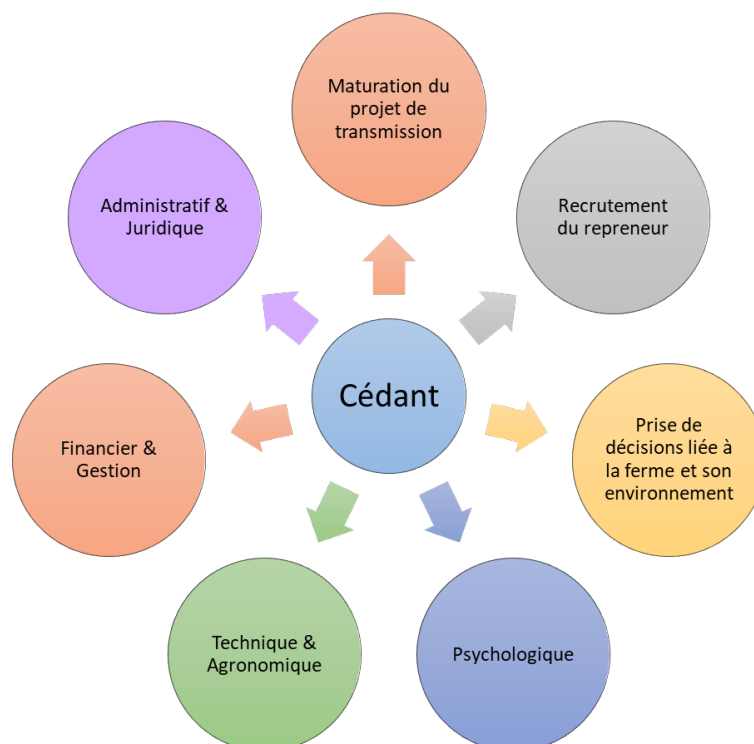 Maturation du
projet de
transmission
Administratif &
Juridique
Recrutement
du repreneur
Cédant
Financier &
Gestion
Prise de
décisions liée à
la ferme et son
environnement
Technique &
Agronomique
Psychologique